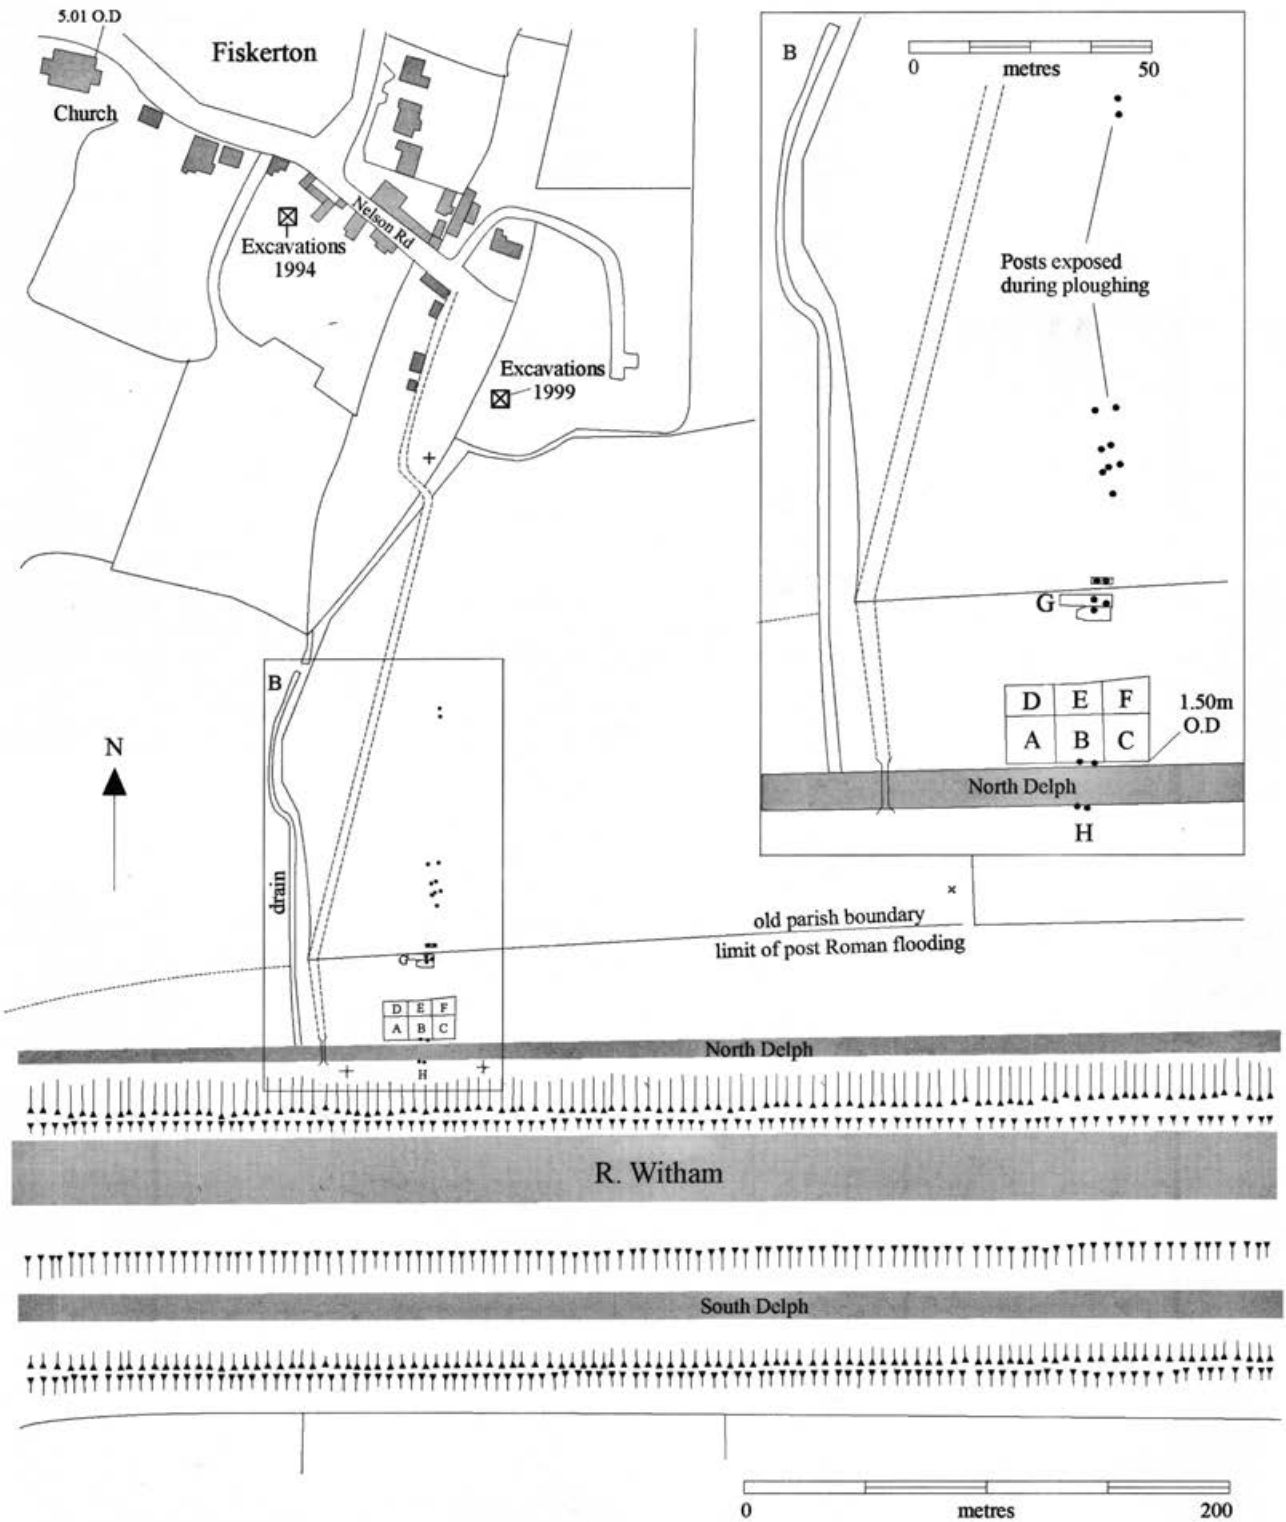 5.01 O.D
Fiskerton
Church
Nelson Rd
Excavations
1994
Excavations
1999
B
N
drain
G
D E F
A B C
H
B
0 metres 50
Posts exposed
during ploughing
G
D E F
A B C
1.50m
O.D
North Delph
H
old parish boundary
limit of post Roman flooding
North Delph
R. Witham
South Delph
0 metres 200